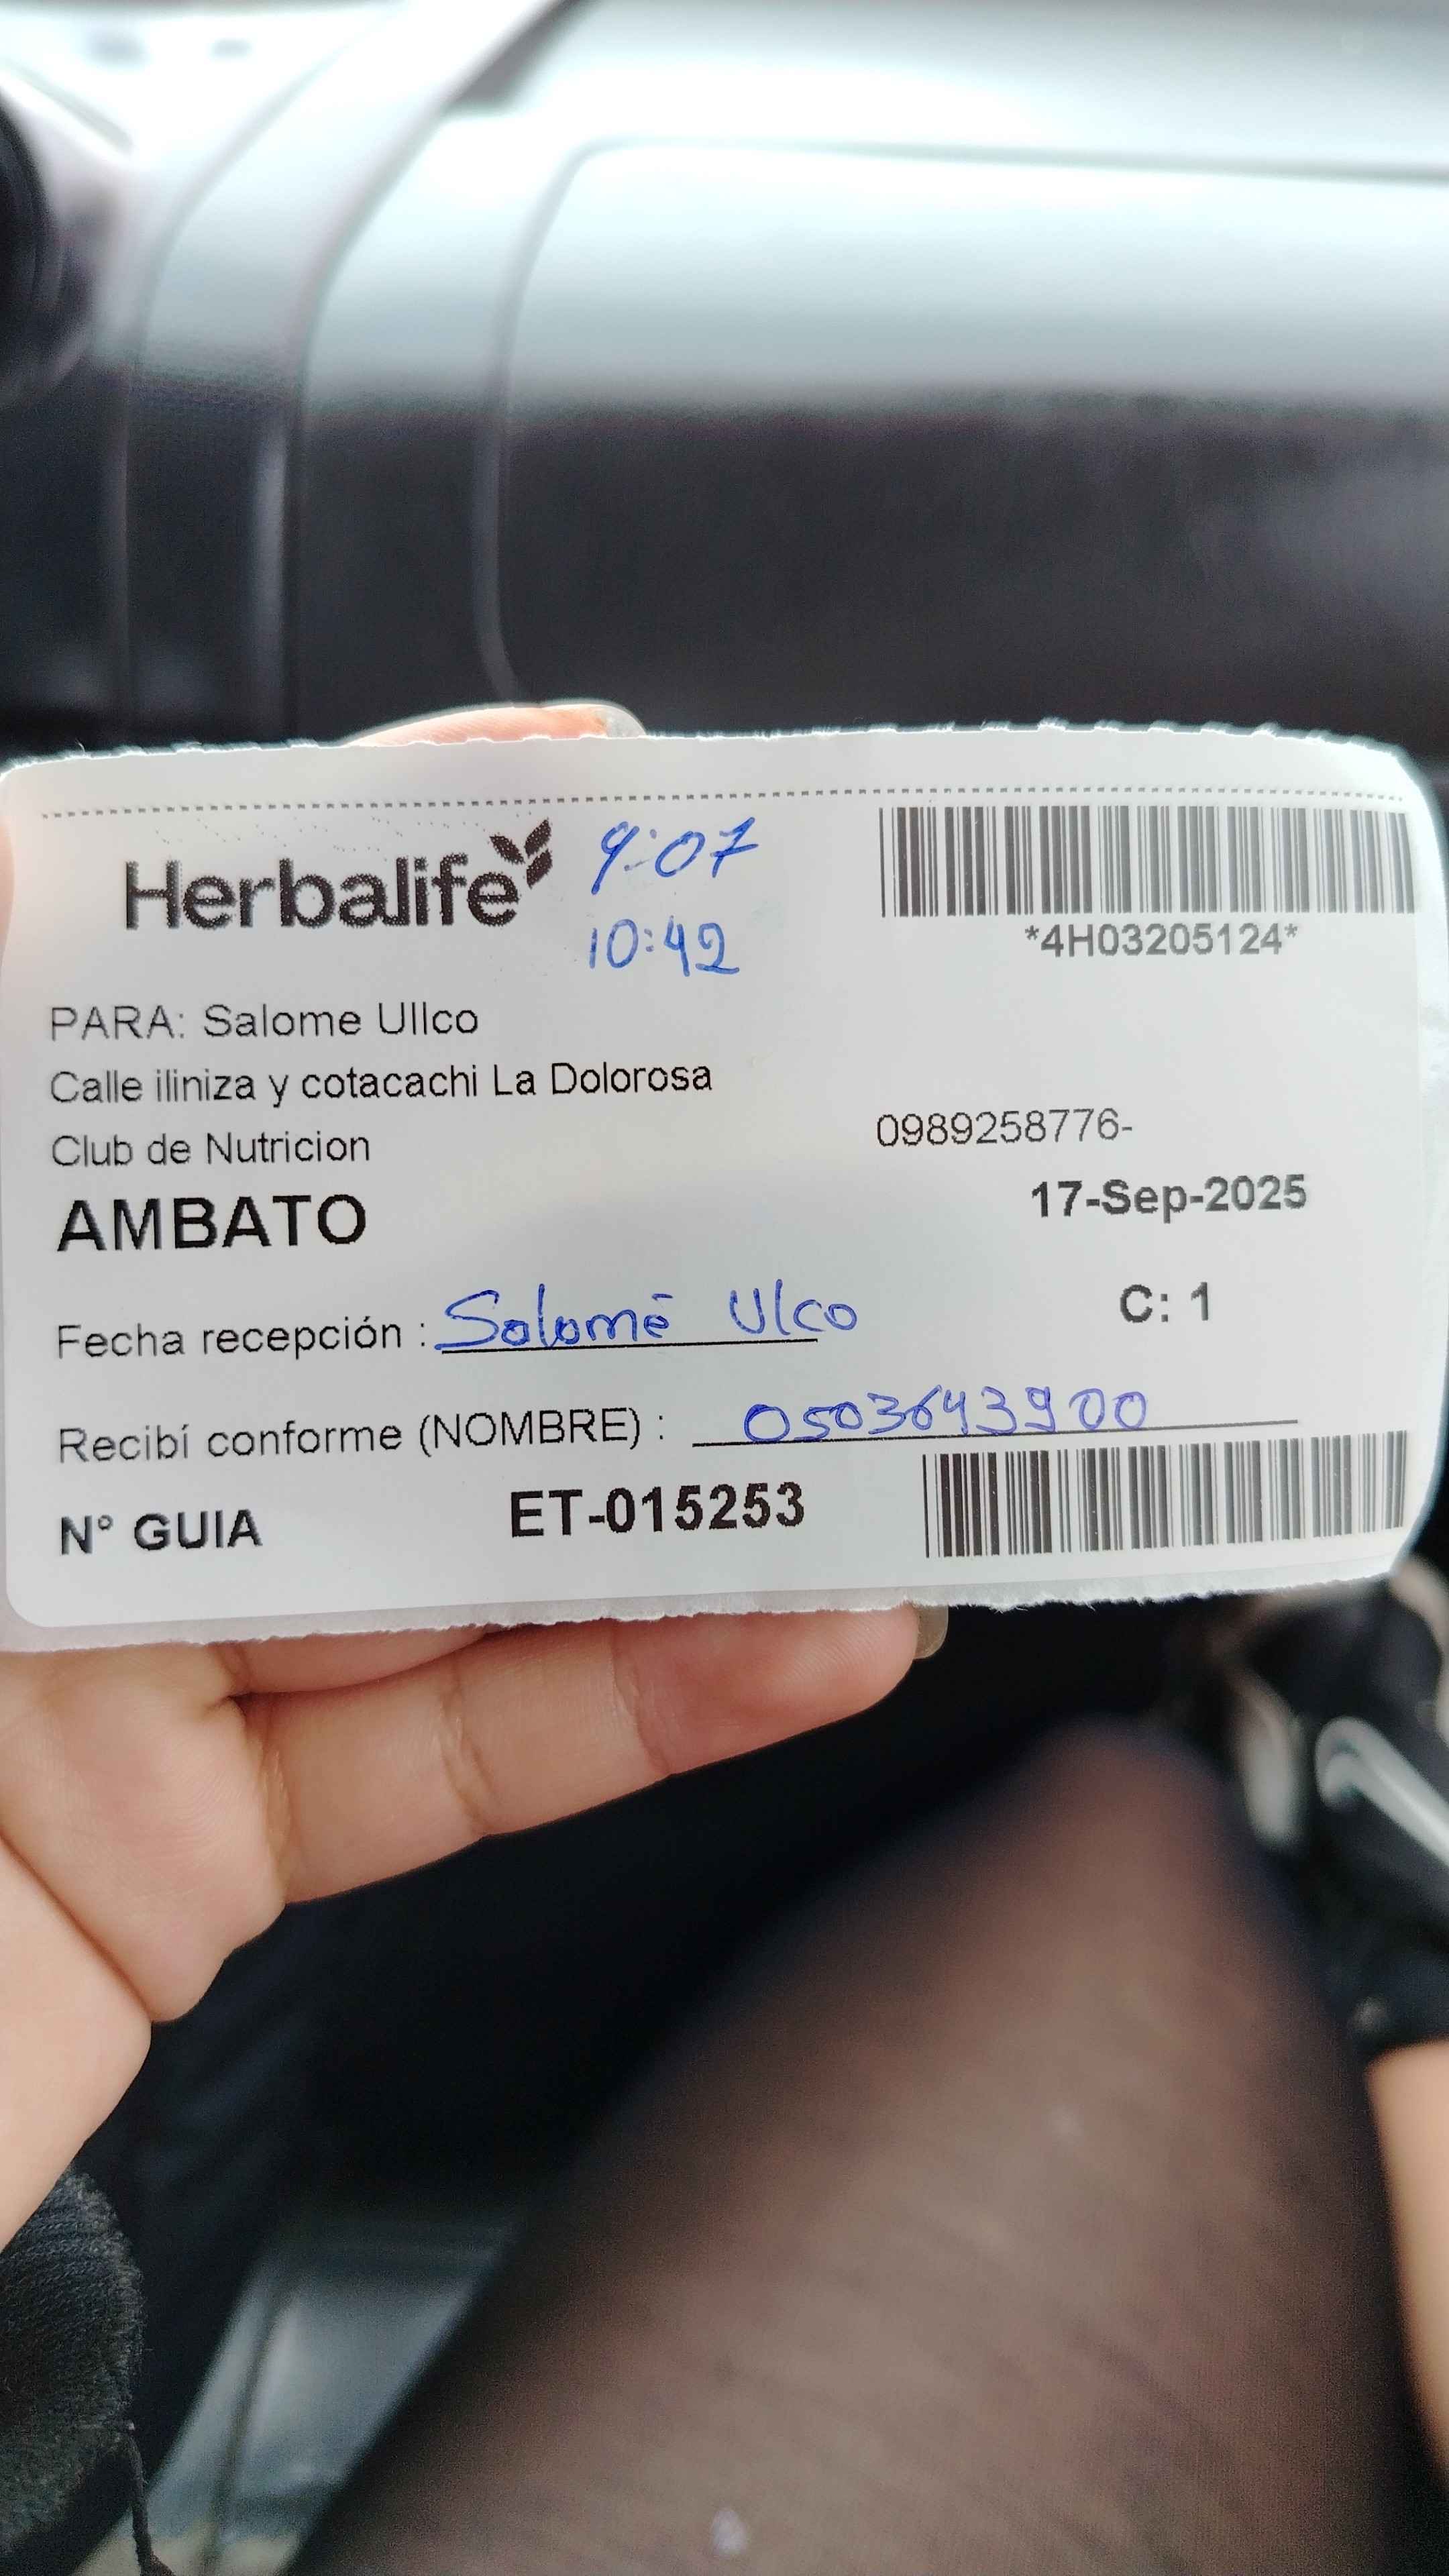 Herbalife
9:07
10:42
*4H03205124*
PARA: Salome Ullco
Calle iliniza y cotacachi La Dolorosa
Club de Nutricion
0989258776-
AMBATO
17-Sep-2025
Fecha recepción : Salomé Ulco
C: 1
Recibí conforme (NOMBRE) : 0503643900
N° GUIA ET-015253